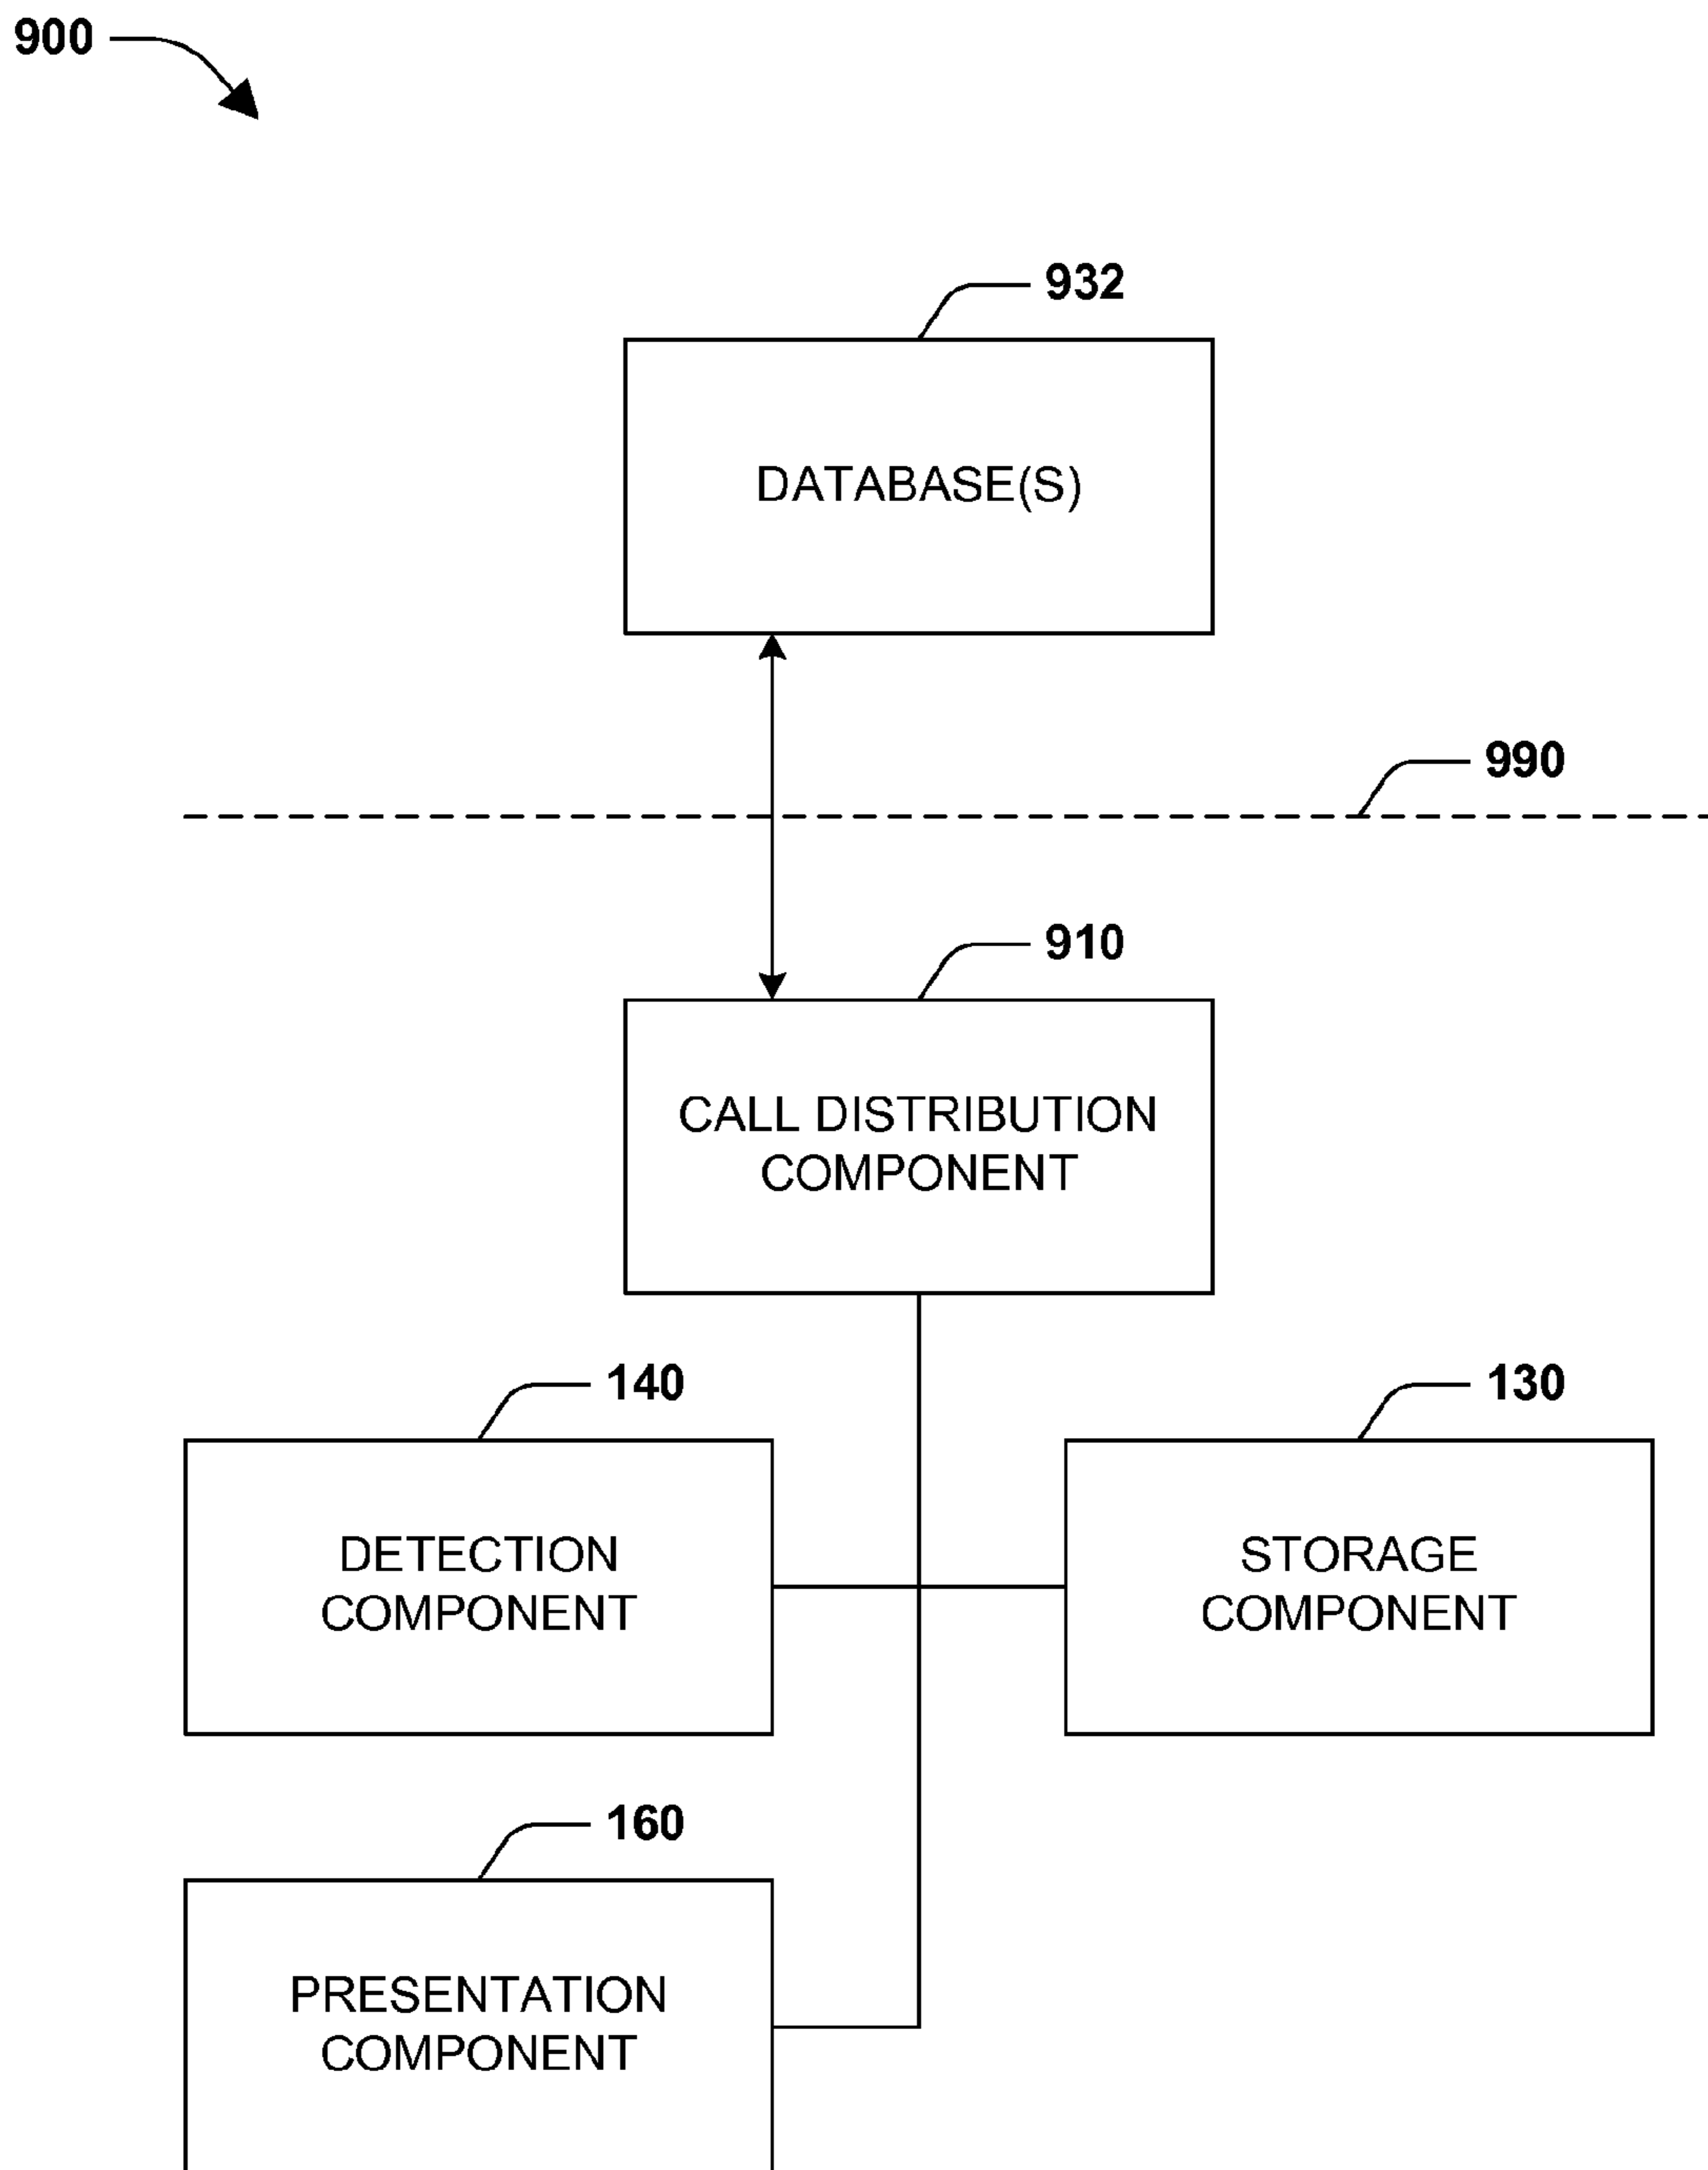 900
932
DATABASE(S)
990
910
CALL DISTRIBUTION
COMPONENT
140
130
DETECTION
COMPONENT
STORAGE
COMPONENT
160
PRESENTATION
COMPONENT